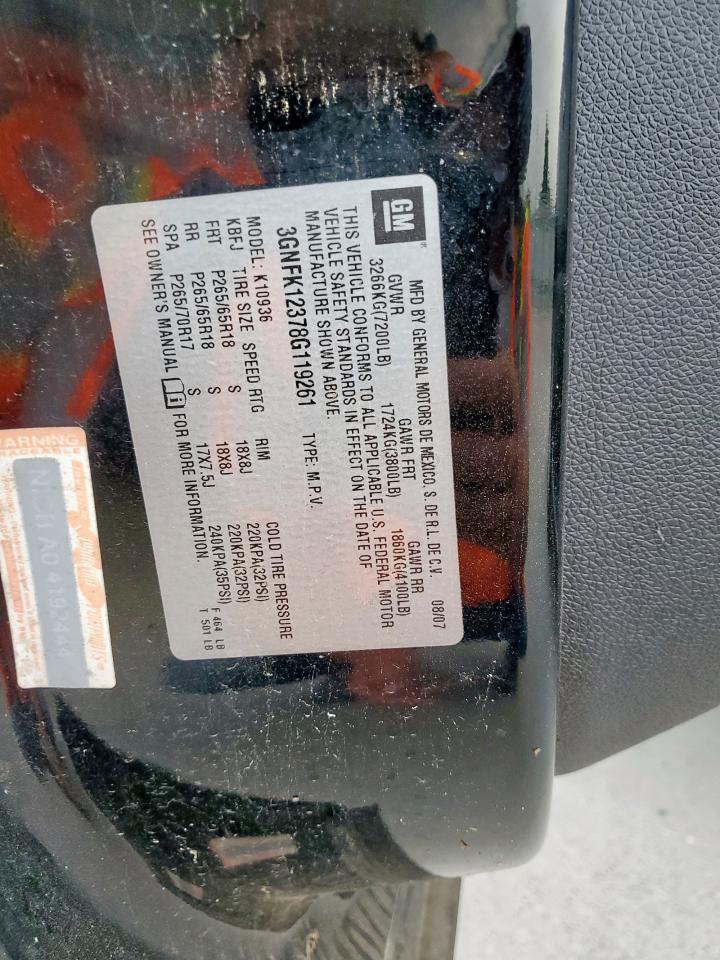 GM
MFD BY GENERAL MOTORS DE MEXICO, S. DE R.L. DE C.V. 08/07
GVWR GAWR FRT GAWR RR
3266KG(7200LB) 1724KG(3800LB) 1860KG(4100LB)
THIS VEHICLE CONFORMS TO ALL APPLICABLE U.S. FEDERAL MOTOR
VEHICLE SAFETY STANDARDS IN EFFECT ON THE DATE OF
MANUFACTURE SHOWN ABOVE.
3GNFK12378G119261 TYPE: M.P.V.
MODEL: K10936
KBFJ TIRE SIZE SPEED RTG RIM COLD TIRE PRESSURE
FRT P265/65R18 S 18X8J 220KPA(32PSI)
RR P265/65R18 S 18X8J 220KPA(32PSI)
SPA P265/70R17 S 17X7.5J 240KPA(35PSI)
SEE OWNER'S MANUAL FOR MORE INFORMATION.
F 464 LB
T 501 LB
WARNING